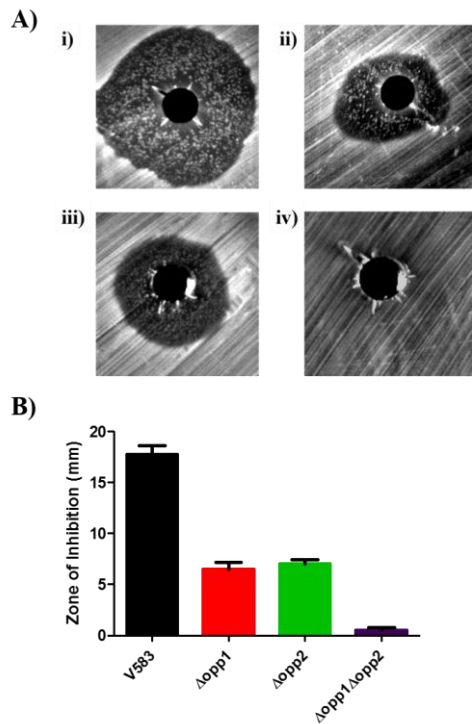 A)
i)
ii)
iii)
iv)
B)
Zone of Inhibition (mm)
20
15
10
5
0
V583
Δopp1
Δopp2
Δopp1Δopp2